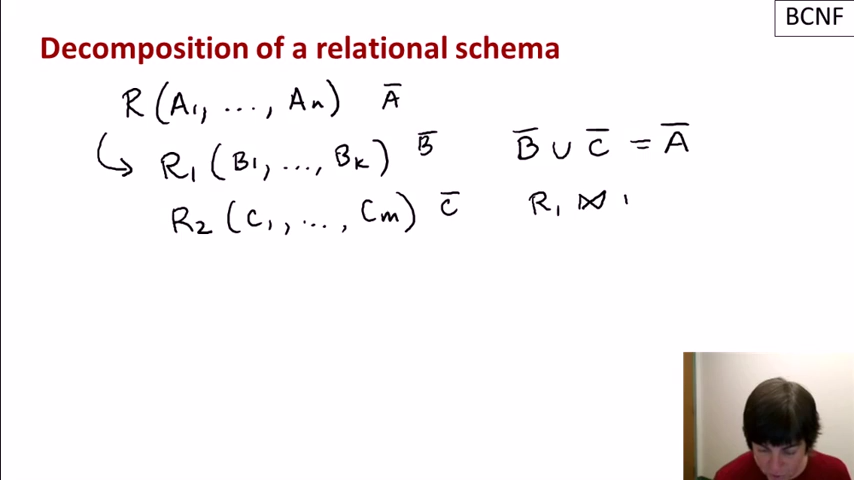 BCNF
Decomposition of a relational schema
R (A₁, ..., Aₙ) A̅
R₁ (B₁, ..., Bₖ) B̅ B̅ ∪ C̅ = A̅
R₂ (C₁, ..., Cₘ) C̅ R₁ ⋈